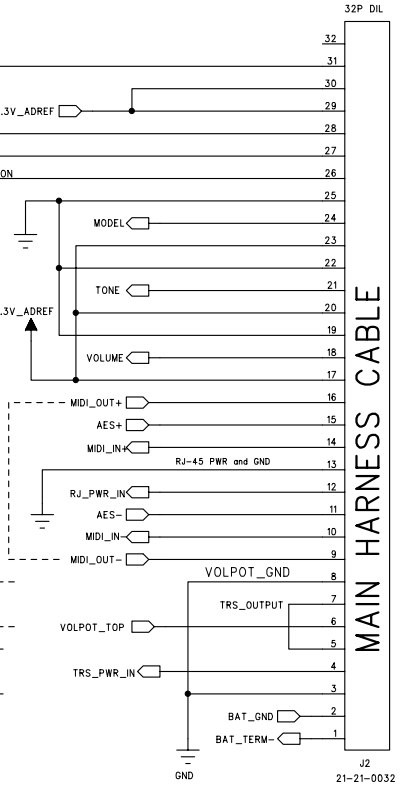 32P DIL
32
31
30
.3V_ADREF 29
28
27
ON 26
25
MODEL 24
23
22
TONE 21
.3V_ADREF 20
19
VOLUME 18
17
MIDI_OUT+ 16
AES+ 15
MIDI_IN+ 14
RJ-45 PWR and GND 13
RJ_PWR_IN 12
AES- 11
MIDI_IN- 10
MIDI_OUT- 9
VOLPOT_GND 8
TRS_OUTPUT 7
VOLPOT_TOP 6
5
TRS_PWR_IN 4
3
BAT_GND 2
BAT_TERM- 1
GND
MAIN HARNESS CABLE
J2
21-21-0032